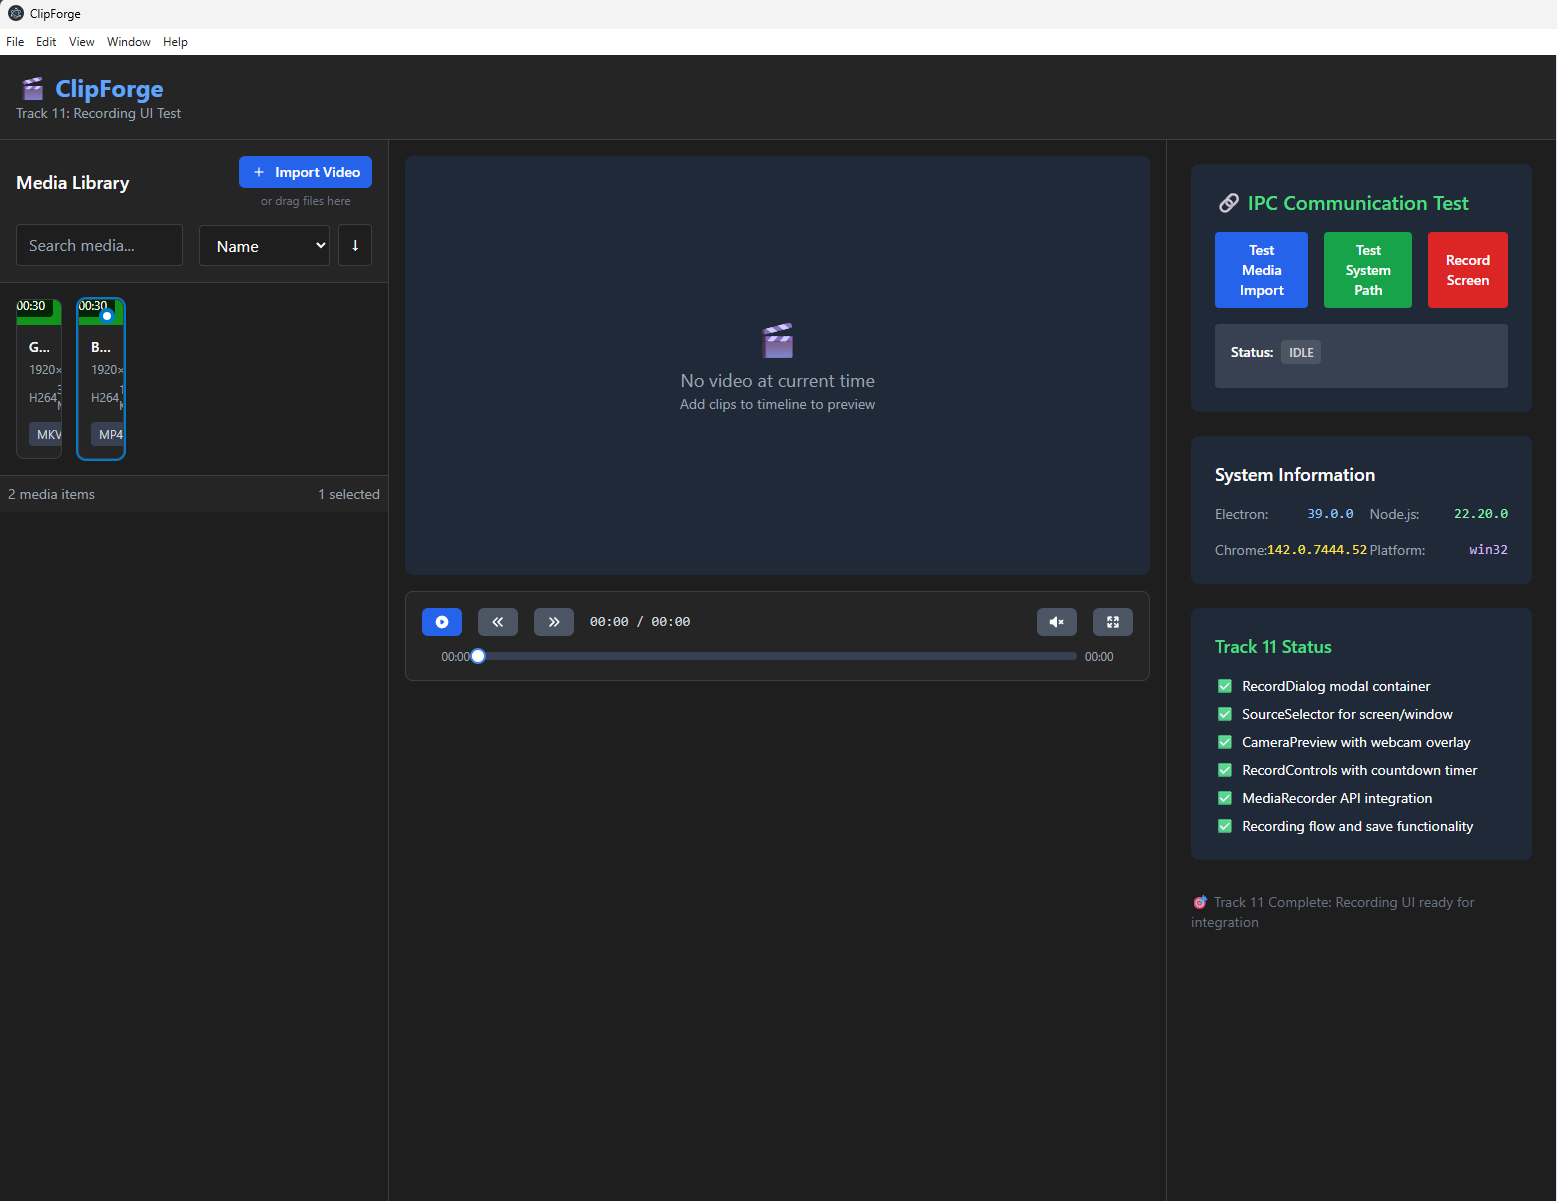 ClipForge
File Edit View Window Help
ClipForge
Track 11: Recording UI Test
Media Library
+ Import Video
or drag files here
Search media...
Name
↓
00:30
G...
1920×
H264
MKV
00:30
B...
1920×
H264
MP4
2 media items
1 selected
No video at current time
Add clips to timeline to preview
00:00 / 00:00
00:00
00:00
IPC Communication Test
Test
Media
Import
Test
System
Path
Record
Screen
Status: IDLE
System Information
Electron: 39.0.0 Node.js: 22.20.0
Chrome: 142.0.7444.52 Platform: win32
Track 11 Status
RecordDialog modal container
SourceSelector for screen/window
CameraPreview with webcam overlay
RecordControls with countdown timer
MediaRecorder API integration
Recording flow and save functionality
Track 11 Complete: Recording UI ready for
integration